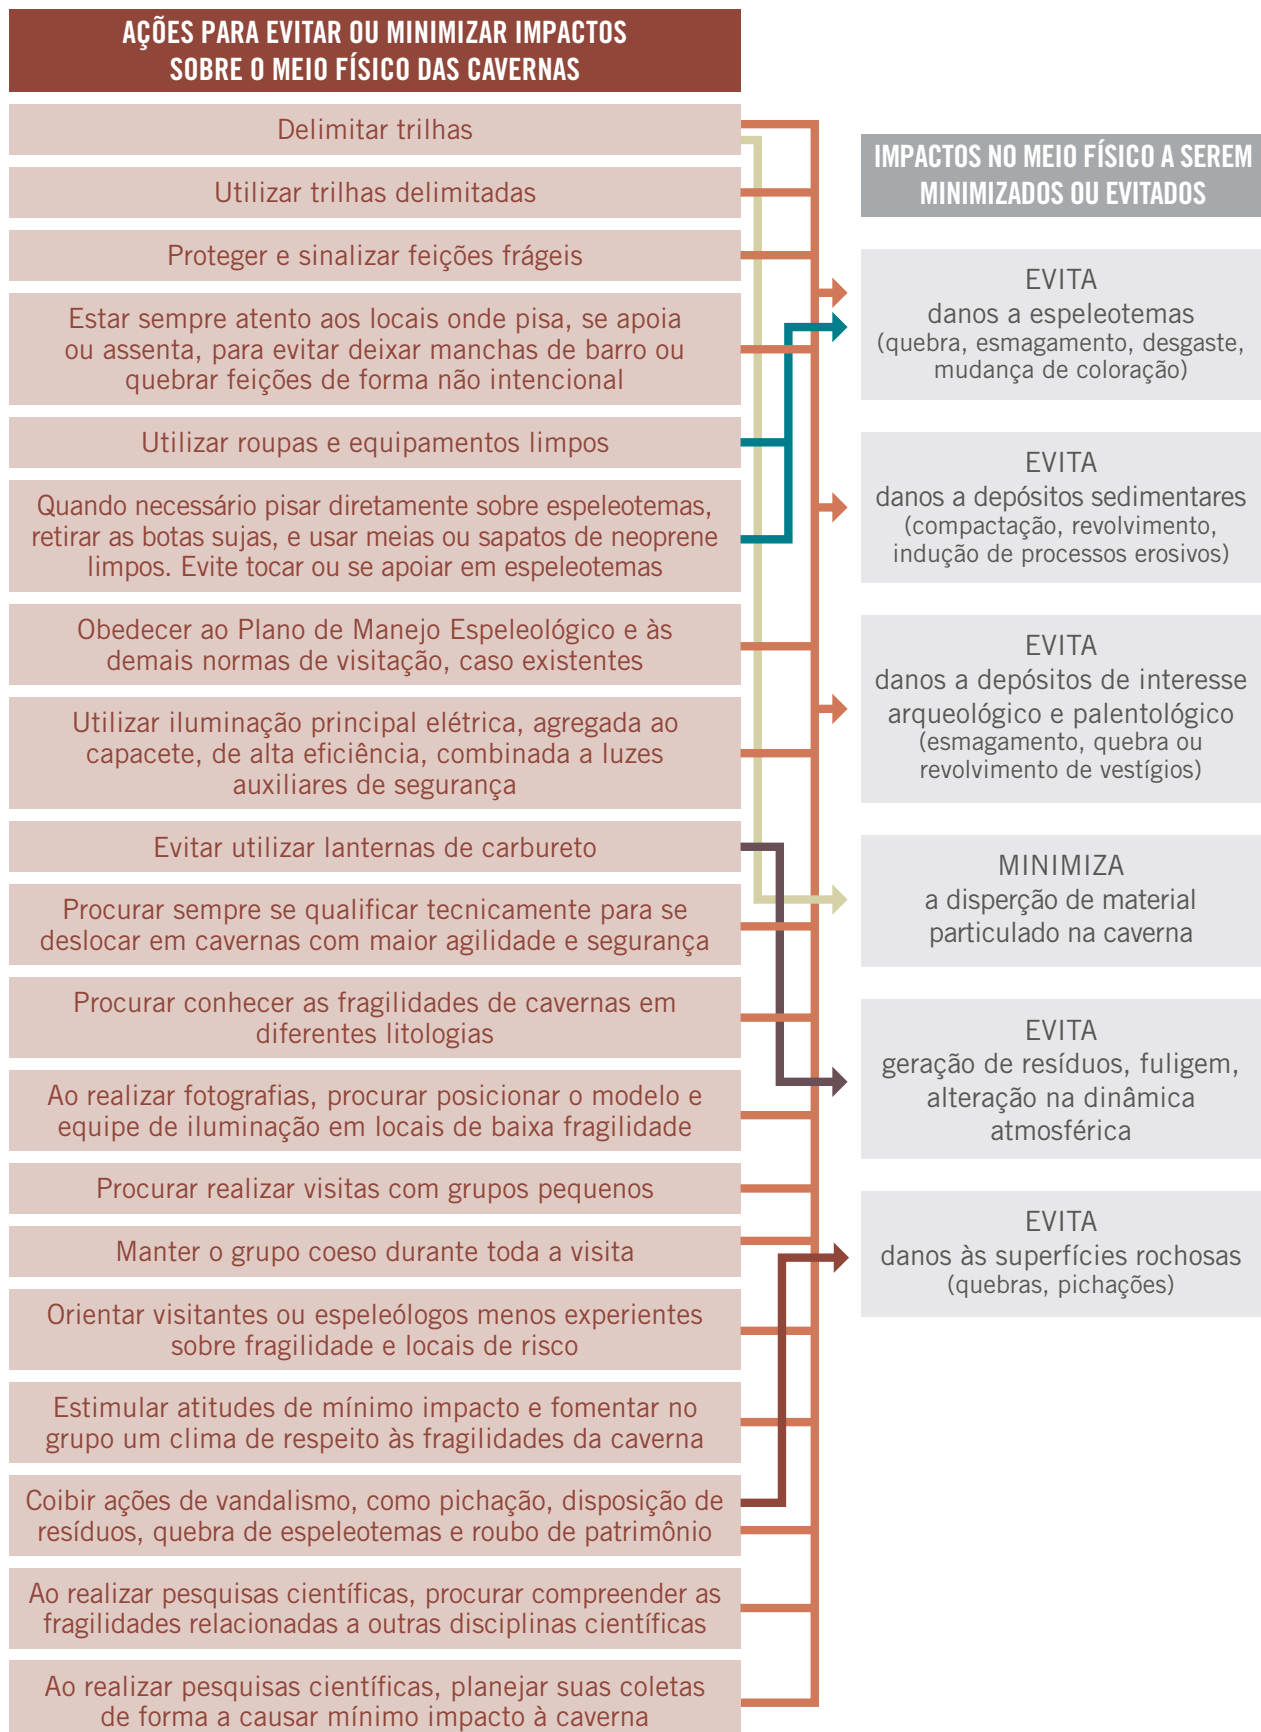 AÇÕES PARA EVITAR OU MINIMIZAR IMPACTOS
SOBRE O MEIO FÍSICO DAS CAVERNAS
Delimitar trilhas
Utilizar trilhas delimitadas
Proteger e sinalizar feições frágeis
Estar sempre atento aos locais onde pisa, se apoia
ou assenta, para evitar deixar manchas de barro ou
quebrar feições de forma não intencional
Utilizar roupas e equipamentos limpos
Quando necessário pisar diretamente sobre espeleotemas,
retirar as botas sujas, e usar meias ou sapatos de neoprene
limpos. Evite tocar ou se apoiar em espeleotemas
Obedecer ao Plano de Manejo Espeleológico e às
demais normas de visitação, caso existentes
Utilizar iluminação principal elétrica, agregada ao
capacete, de alta eficiência, combinada a luzes
auxiliares de segurança
Evitar utilizar lanternas de carbureto
Procurar sempre se qualificar tecnicamente para se
deslocar em cavernas com maior agilidade e segurança
Procurar conhecer as fragilidades de cavernas em
diferentes litologias
Ao realizar fotografias, procurar posicionar o modelo e
equipe de iluminação em locais de baixa fragilidade
Procurar realizar visitas com grupos pequenos
Manter o grupo coeso durante toda a visita
Orientar visitantes ou espeleólogos menos experientes
sobre fragilidade e locais de risco
Estimular atitudes de mínimo impacto e fomentar no
grupo um clima de respeito às fragilidades da caverna
Coibir ações de vandalismo, como pichação, disposição de
resíduos, quebra de espeleotemas e roubo de patrimônio
Ao realizar pesquisas científicas, procurar compreender as
fragilidades relacionadas a outras disciplinas científicas
Ao realizar pesquisas científicas, planejar suas coletas
de forma a causar mínimo impacto à caverna
IMPACTOS NO MEIO FÍSICO A SEREM
MINIMIZADOS OU EVITADOS
EVITA
danos a espeleotemas
(quebra, esmagamento, desgaste,
mudança de coloração)
EVITA
danos a depósitos sedimentares
(compactação, revolvimento,
indução de processos erosivos)
EVITA
danos a depósitos de interesse
arqueológico e palentológico
(esmagamento, quebra ou
revolvimento de vestígios)
MINIMIZA
a disperção de material
particulado na caverna
EVITA
geração de resíduos, fuligem,
alteração na dinâmica
atmosférica
EVITA
danos às superfícies rochosas
(quebras, pichações)